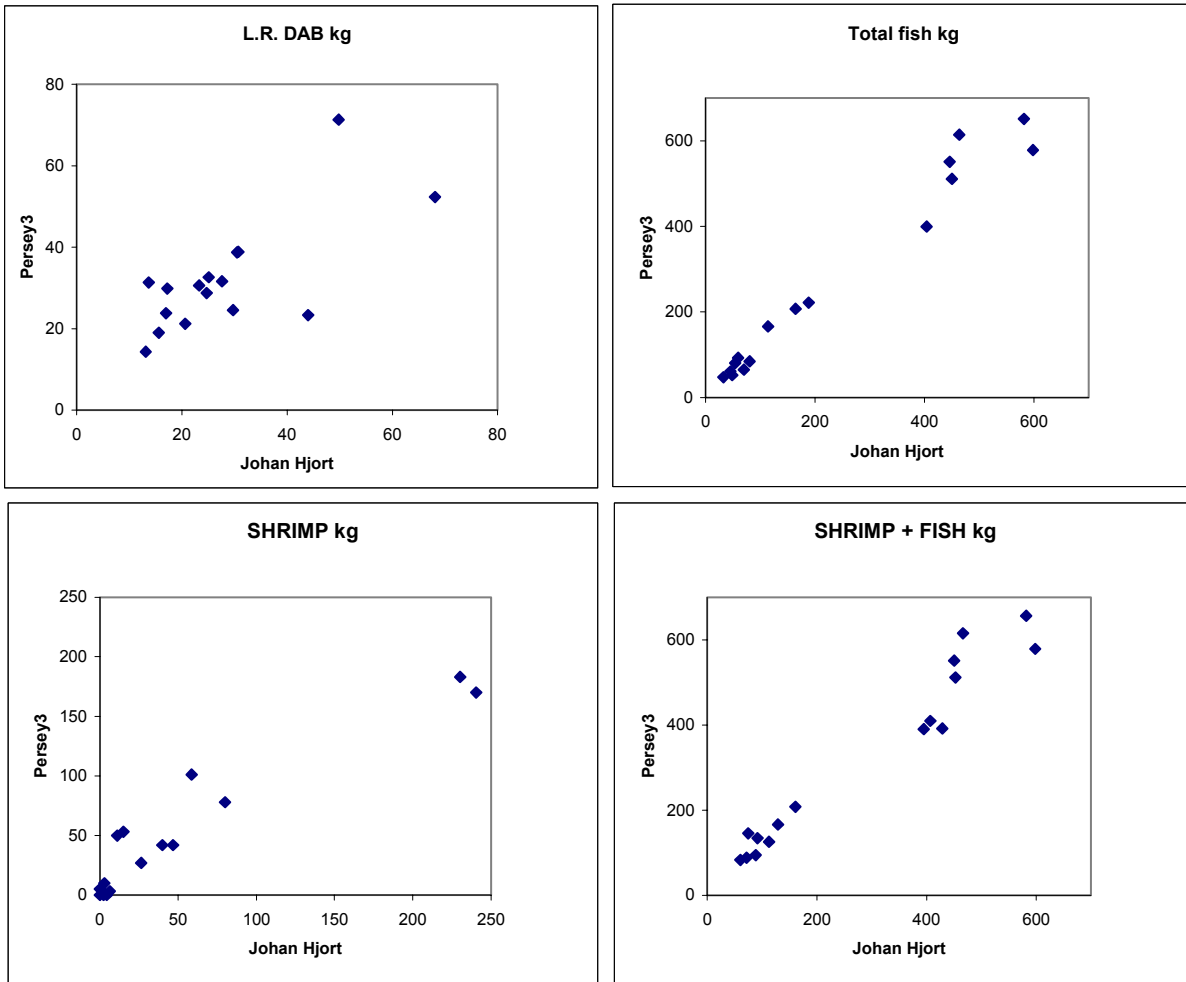 L.R. DAB kg
80
60
40
20
0
0 20 40 60 80
Persey3
Johan Hjort
Total fish kg
600
400
200
0
0 200 400 600
Persey3
Johan Hjort
SHRIMP kg
250
200
150
100
50
0
0 50 100 150 200 250
Persey3
Johan Hjort
SHRIMP + FISH kg
600
400
200
0
0 200 400 600
Persey3
Johan Hjort